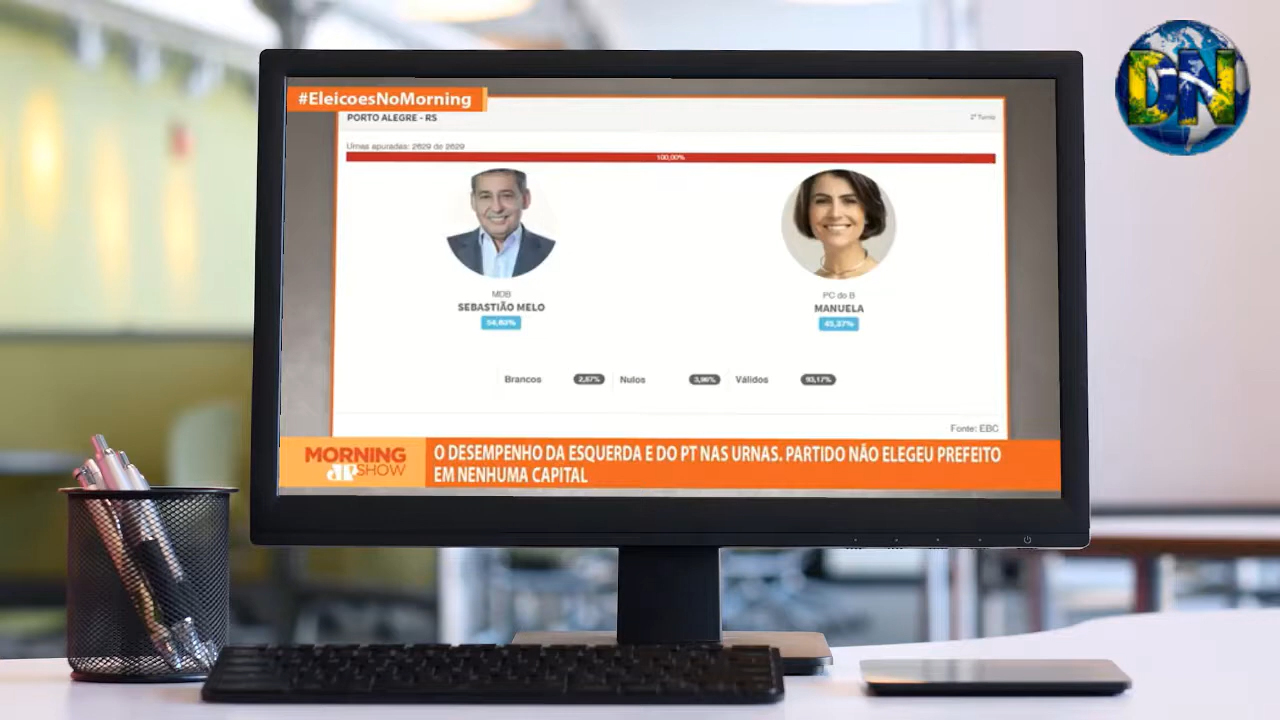 DN
#EleicoesNoMorning
PORTO ALEGRE - RS
2º Turno
Urnas apuradas: 2629 de 2629
100,00%
MDB
SEBASTIÃO MELO
54,63%
PC do B
MANUELA
45,37%
Brancos 2,87% Nulos 3,96% Válidos 93,17%
Fonte: EBC
MORNING
JP SHOW
O DESEMPENHO DA ESQUERDA E DO PT NAS URNAS. PARTIDO NÃO ELEGEU PREFEITO
EM NENHUMA CAPITAL